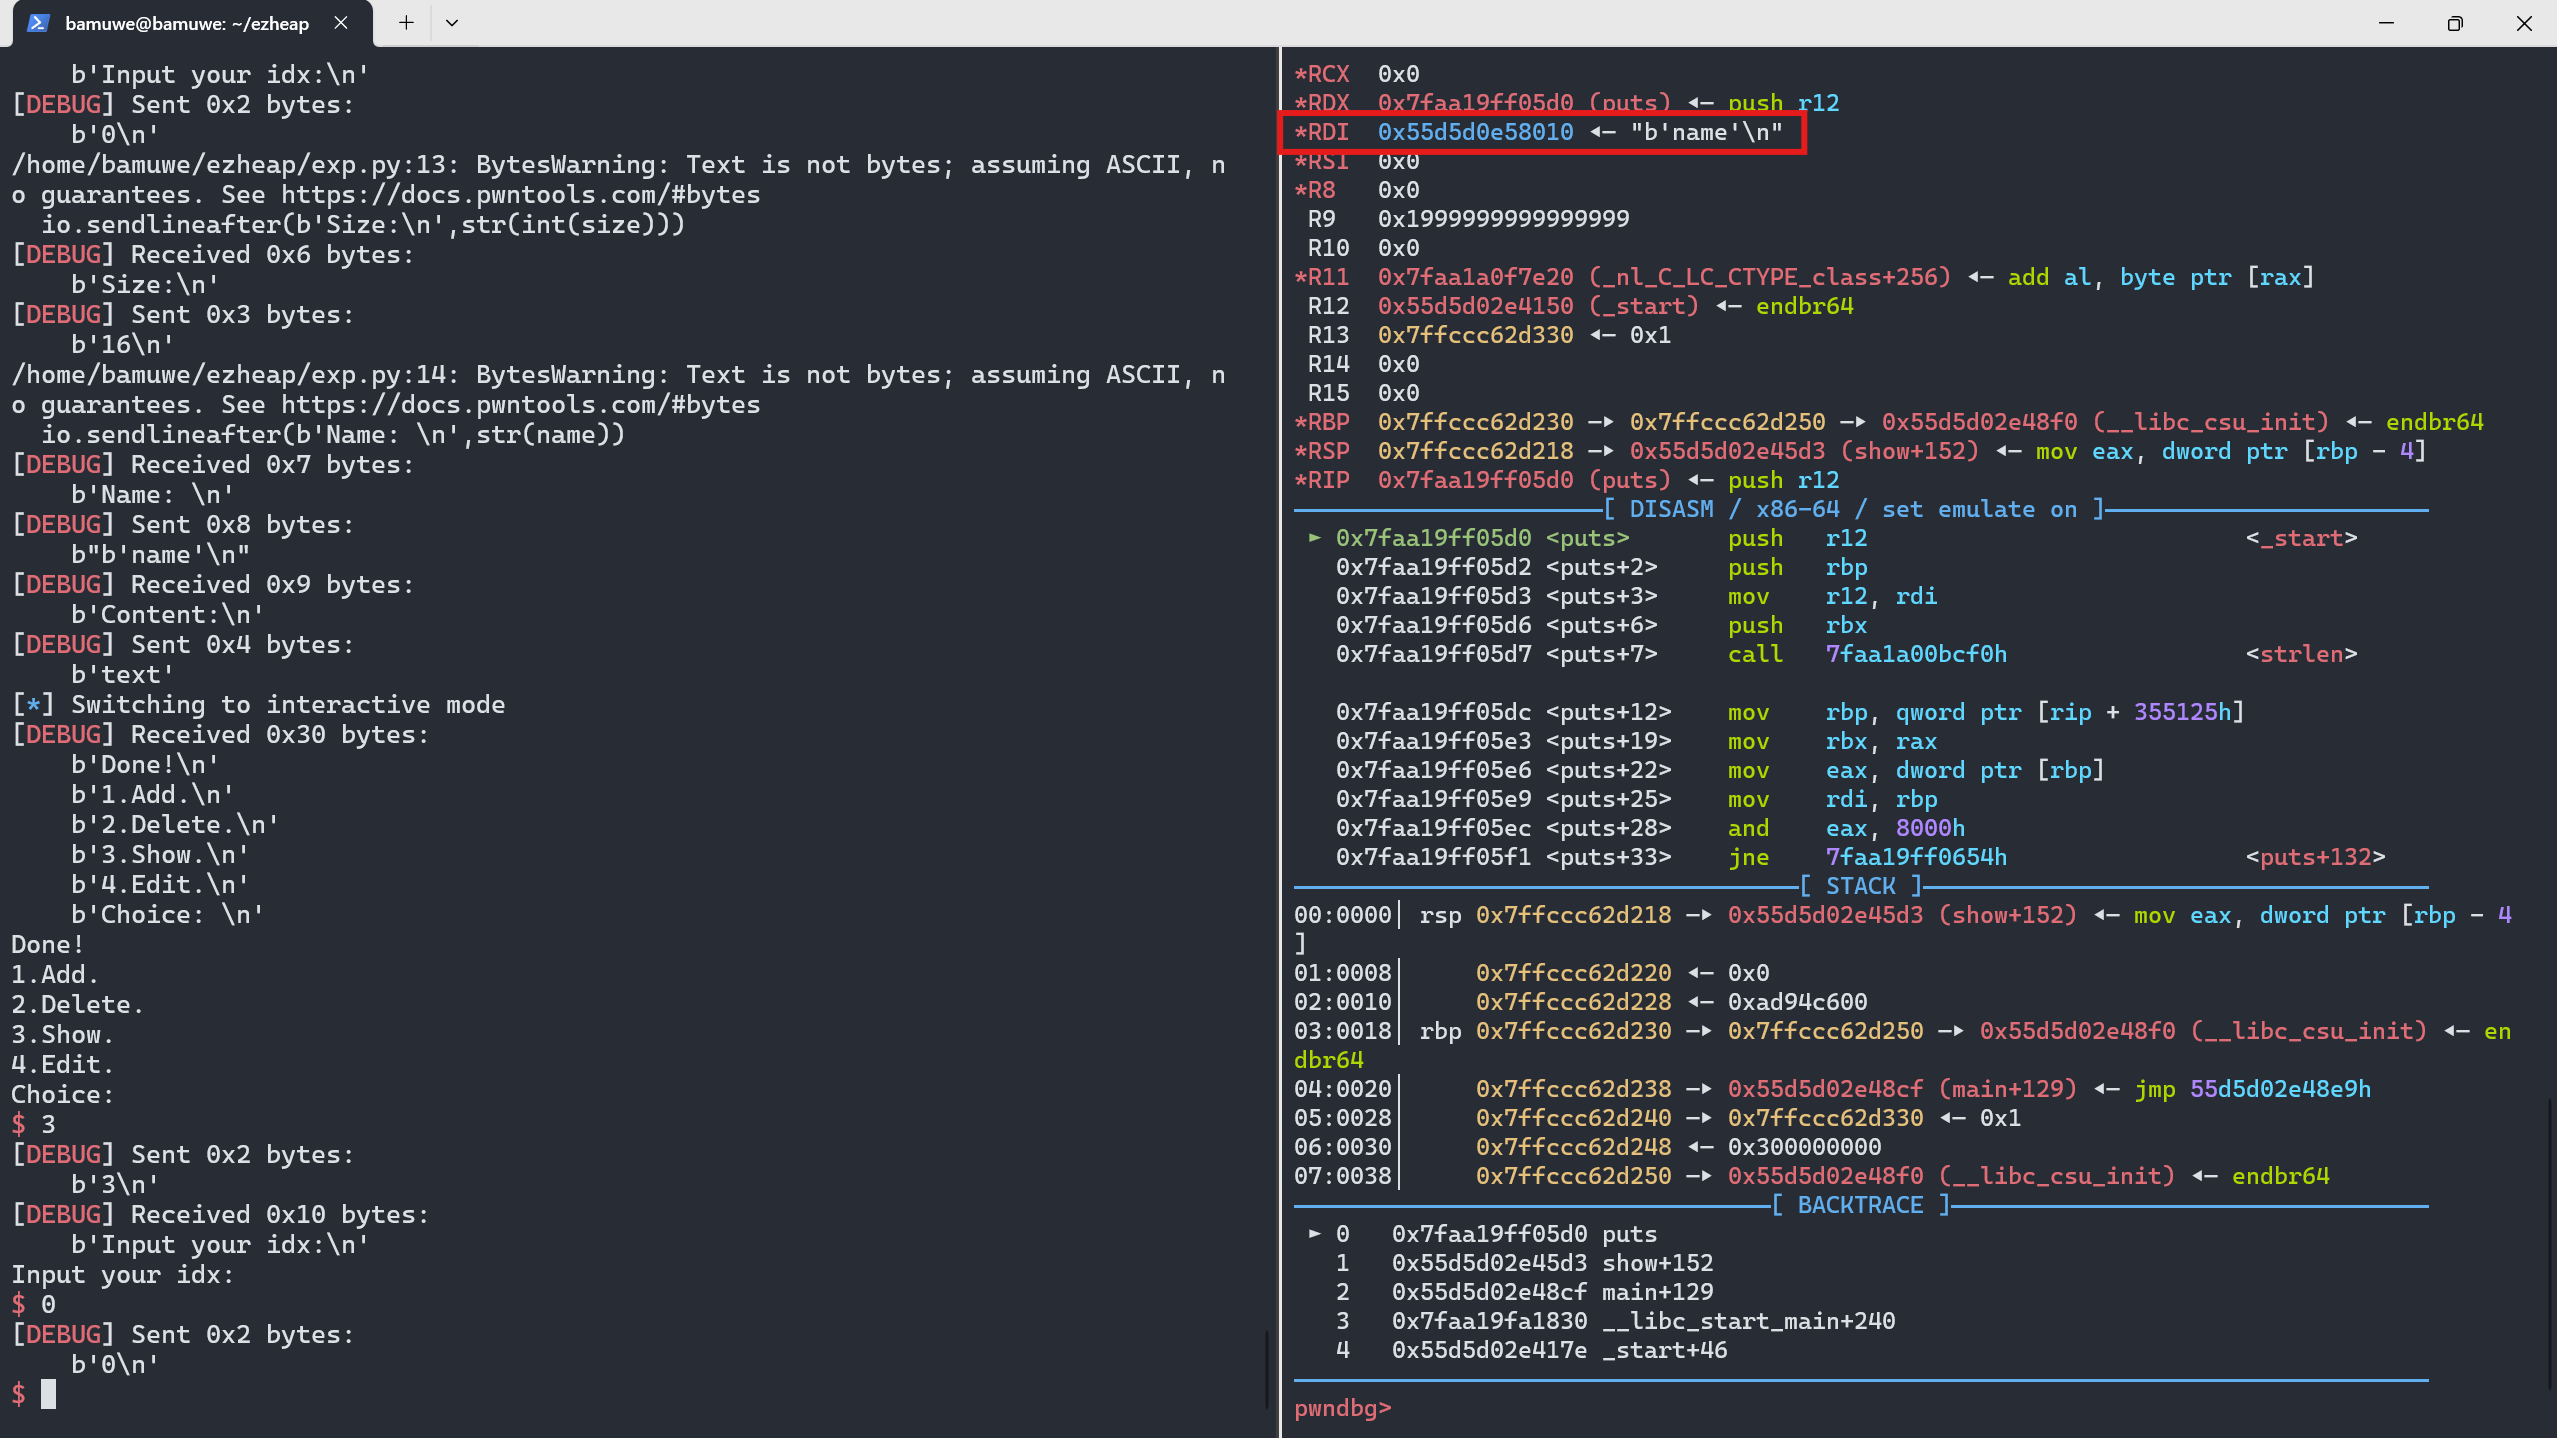 bamuwe@bamuwe: ~/ezheap
    b'Input your idx:\n'
[DEBUG] Sent 0x2 bytes:
    b'0\n'
/home/bamuwe/ezheap/exp.py:13: BytesWarning: Text is not bytes; assuming ASCII, n
o guarantees. See https://docs.pwntools.com/#bytes
  io.sendlineafter(b'Size:\n',str(int(size)))
[DEBUG] Received 0x6 bytes:
    b'Size:\n'
[DEBUG] Sent 0x3 bytes:
    b'16\n'
/home/bamuwe/ezheap/exp.py:14: BytesWarning: Text is not bytes; assuming ASCII, n
o guarantees. See https://docs.pwntools.com/#bytes
  io.sendlineafter(b'Name: \n',str(name))
[DEBUG] Received 0x7 bytes:
    b'Name: \n'
[DEBUG] Sent 0x8 bytes:
    b"b'name'\n"
[DEBUG] Received 0x9 bytes:
    b'Content:\n'
[DEBUG] Sent 0x4 bytes:
    b'text'
[*] Switching to interactive mode
[DEBUG] Received 0x30 bytes:
    b'Done!\n'
    b'1.Add.\n'
    b'2.Delete.\n'
    b'3.Show.\n'
    b'4.Edit.\n'
    b'Choice: \n'
Done!
1.Add.
2.Delete.
3.Show.
4.Edit.
Choice:
$ 3
[DEBUG] Sent 0x2 bytes:
    b'3\n'
[DEBUG] Received 0x10 bytes:
    b'Input your idx:\n'
Input your idx:
$ 0
[DEBUG] Sent 0x2 bytes:
    b'0\n'
$
*RCX  0x0
*RDX  0x7faa19ff05d0 (puts) ◂— push r12
*RDI  0x55d5d0e58010 ◂— "b'name'\n"
*RSI  0x0
*R8   0x0
 R9   0x1999999999999999
 R10  0x0
*R11  0x7faa1a0f7e20 (_nl_C_LC_CTYPE_class+256) ◂— add al, byte ptr [rax]
 R12  0x55d5d02e4150 (_start) ◂— endbr64
 R13  0x7ffccc62d330 ◂— 0x1
 R14  0x0
 R15  0x0
*RBP  0x7ffccc62d230 —▸ 0x7ffccc62d250 —▸ 0x55d5d02e48f0 (__libc_csu_init) ◂— endbr64
*RSP  0x7ffccc62d218 —▸ 0x55d5d02e45d3 (show+152) ◂— mov eax, dword ptr [rbp - 4]
*RIP  0x7faa19ff05d0 (puts) ◂— push r12
[ DISASM / x86-64 / set emulate on ]
 ► 0x7faa19ff05d0 <puts>       push   r12                           <_start>
   0x7faa19ff05d2 <puts+2>     push   rbp
   0x7faa19ff05d3 <puts+3>     mov    r12, rdi
   0x7faa19ff05d6 <puts+6>     push   rbx
   0x7faa19ff05d7 <puts+7>     call   7faa1a00bcf0h                 <strlen>
   0x7faa19ff05dc <puts+12>    mov    rbp, qword ptr [rip + 355125h]
   0x7faa19ff05e3 <puts+19>    mov    rbx, rax
   0x7faa19ff05e6 <puts+22>    mov    eax, dword ptr [rbp]
   0x7faa19ff05e9 <puts+25>    mov    rdi, rbp
   0x7faa19ff05ec <puts+28>    and    eax, 8000h
   0x7faa19ff05f1 <puts+33>    jne    7faa19ff0654h                 <puts+132>
[ STACK ]
00:0000│ rsp 0x7ffccc62d218 —▸ 0x55d5d02e45d3 (show+152) ◂— mov eax, dword ptr [rbp - 4
]
01:0008│     0x7ffccc62d220 ◂— 0x0
02:0010│     0x7ffccc62d228 ◂— 0xad94c600
03:0018│ rbp 0x7ffccc62d230 —▸ 0x7ffccc62d250 —▸ 0x55d5d02e48f0 (__libc_csu_init) ◂— en
dbr64
04:0020│     0x7ffccc62d238 —▸ 0x55d5d02e48cf (main+129) ◂— jmp 55d5d02e48e9h
05:0028│     0x7ffccc62d240 —▸ 0x7ffccc62d330 ◂— 0x1
06:0030│     0x7ffccc62d248 ◂— 0x300000000
07:0038│     0x7ffccc62d250 —▸ 0x55d5d02e48f0 (__libc_csu_init) ◂— endbr64
[ BACKTRACE ]
 ► 0   0x7faa19ff05d0 puts
   1   0x55d5d02e45d3 show+152
   2   0x55d5d02e48cf main+129
   3   0x7faa19fa1830 __libc_start_main+240
   4   0x55d5d02e417e _start+46
pwndbg>